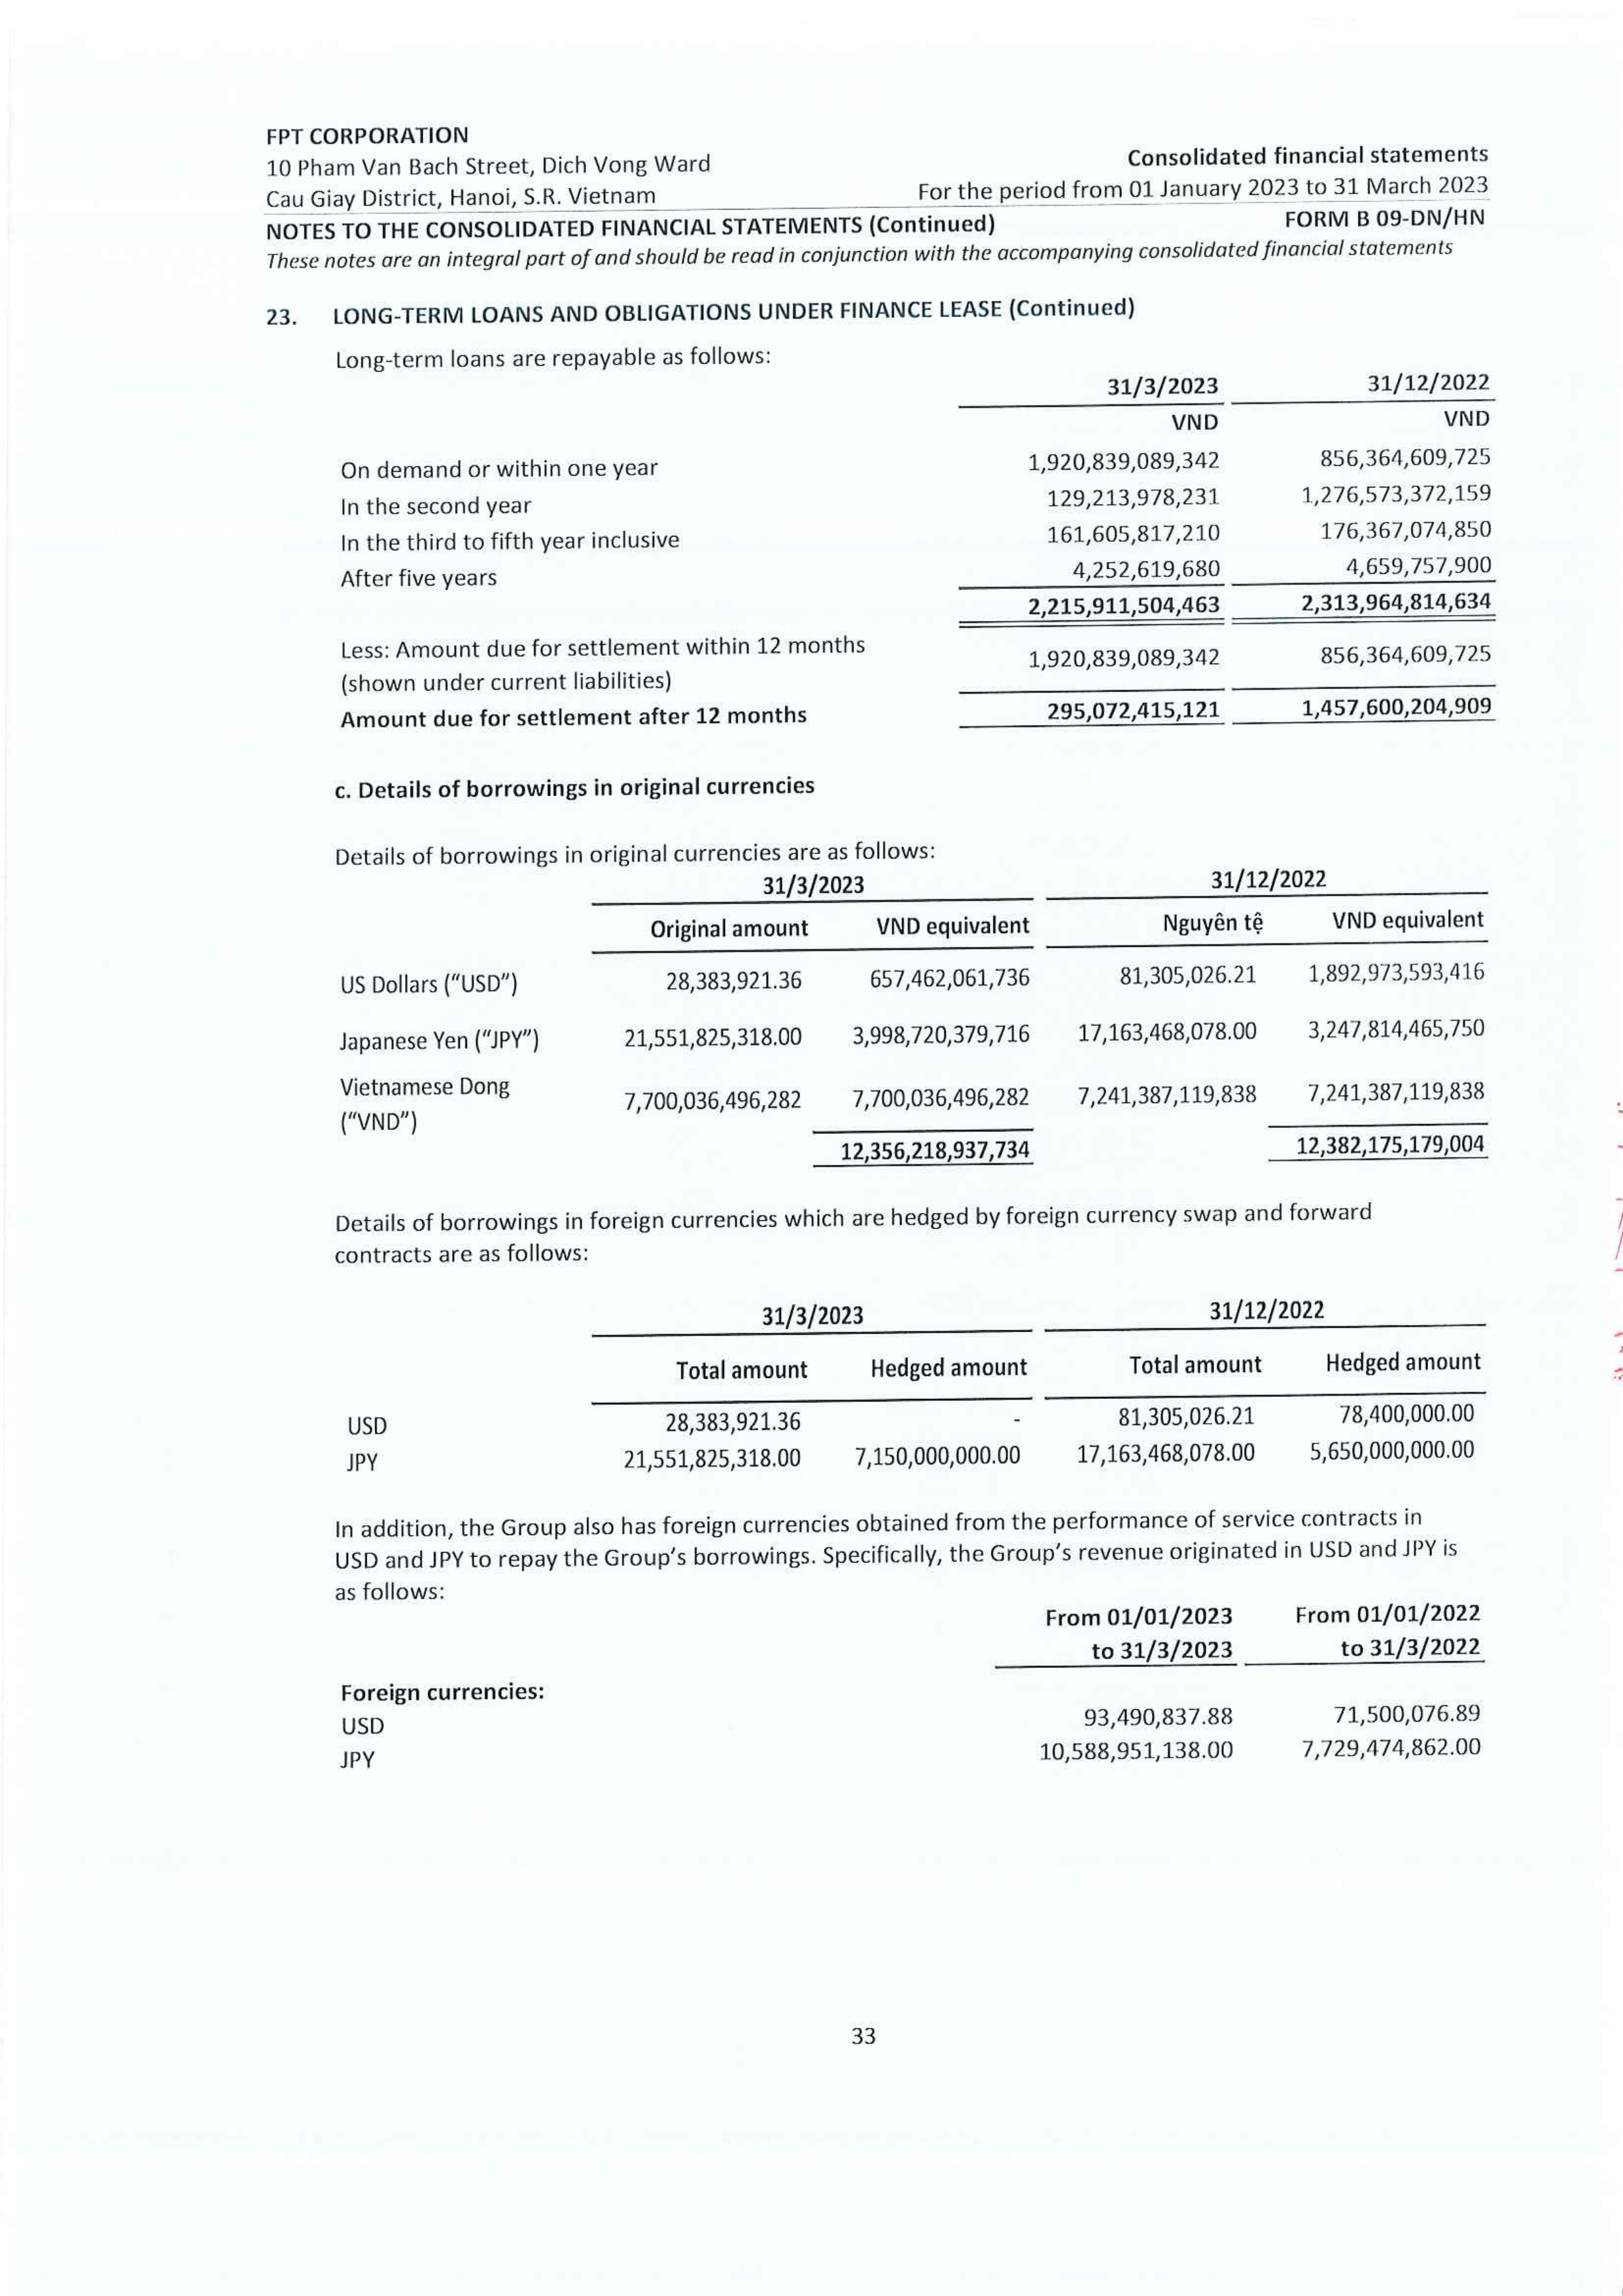 FPT CORPORATION
10 Pham Van Bach Street, Dich Vong Ward
Consolidated financial statements
Cau Giay District, Hanoi, S.R. Vietnam
For the period from 01 January 2023 to 31 March 2023
NOTES TO THE CONSOLIDATED FINANCIAL STATEMENTS (Continued) FORM B 09-DN/HN
These notes are an integral part of and should be read in conjunction with the accompanying consolidated financial statements
23. LONG-TERM LOANS AND OBLIGATIONS UNDER FINANCE LEASE (Continued)
Long-term loans are repayable as follows:
31/3/2023 31/12/2022
VND VND
On demand or within one year 1,920,839,089,342 856,364,609,725
In the second year 129,213,978,231 1,276,573,372,159
In the third to fifth year inclusive 161,605,817,210 176,367,074,850
After five years 4,252,619,680 4,659,757,900
2,215,911,504,463 2,313,964,814,634
Less: Amount due for settlement within 12 months
(shown under current liabilities) 1,920,839,089,342 856,364,609,725
Amount due for settlement after 12 months 295,072,415,121 1,457,600,204,909
c. Details of borrowings in original currencies
Details of borrowings in original currencies are as follows:
31/3/2023 31/12/2022
Original amount VND equivalent Nguyên tệ VND equivalent
US Dollars (“USD”) 28,383,921.36 657,462,061,736 81,305,026.21 1,892,973,593,416
Japanese Yen (“JPY”) 21,551,825,318.00 3,998,720,379,716 17,163,468,078.00 3,247,814,465,750
Vietnamese Dong
(“VND”) 7,700,036,496,282 7,700,036,496,282 7,241,387,119,838 7,241,387,119,838
12,356,218,937,734 12,382,175,179,004
Details of borrowings in foreign currencies which are hedged by foreign currency swap and forward
contracts are as follows:
31/3/2023 31/12/2022
Total amount Hedged amount Total amount Hedged amount
USD 28,383,921.36 - 81,305,026.21 78,400,000.00
JPY 21,551,825,318.00 7,150,000,000.00 17,163,468,078.00 5,650,000,000.00
In addition, the Group also has foreign currencies obtained from the performance of service contracts in
USD and JPY to repay the Group’s borrowings. Specifically, the Group’s revenue originated in USD and JPY is
as follows:
From 01/01/2023 From 01/01/2022
to 31/3/2023 to 31/3/2022
Foreign currencies:
USD 93,490,837.88 71,500,076.89
JPY 10,588,951,138.00 7,729,474,862.00
33